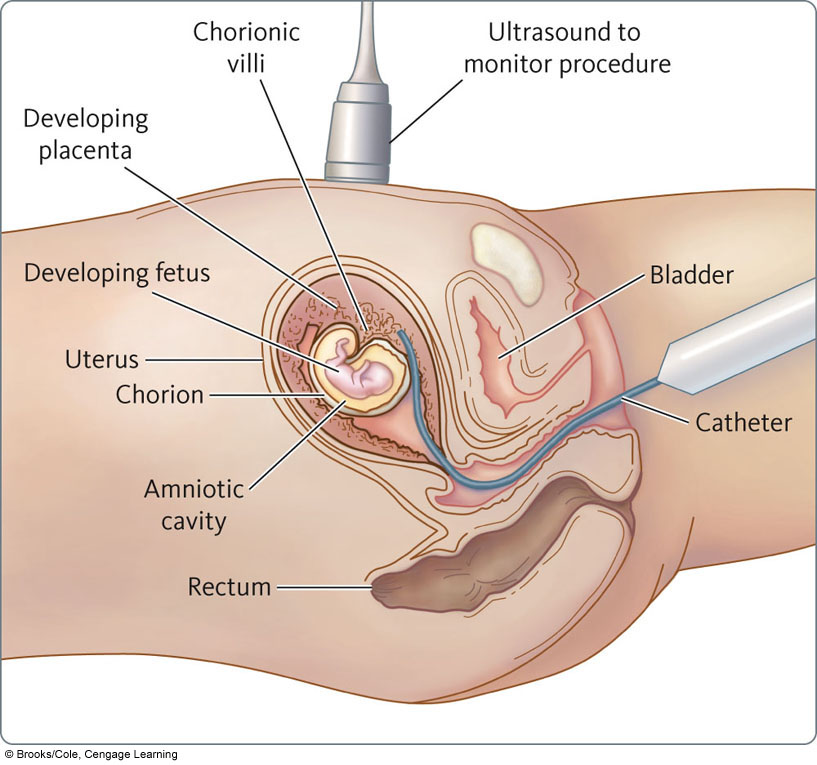 Chorionic
villi
Ultrasound to
monitor procedure
Developing
placenta
Developing fetus
Bladder
Uterus
Chorion
Catheter
Amniotic
cavity
Rectum
© Brooks/Cole, Cengage Learning